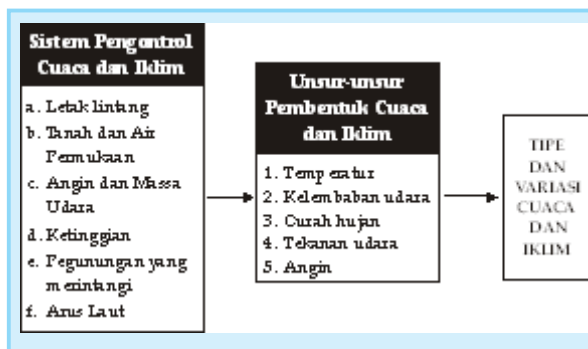 Sistem Pengontrol
Cuaca dan Iklim
a. Letak lintang
b. Tanah dan Air
Permukaan
c. Angin dan Massa
Udara
d. Ketinggian
e. Pegunungan yang
merintangi
f. Arus Laut
Unsur-unsur
Pembentuk Cuaca
dan Iklim
1. Temperatur
2. Kelembaban udara
3. Curah hujan
4. Tekanan udara
5. Angin
TIPE
DAN
VARIASI
CUACA
DAN
IKLIM